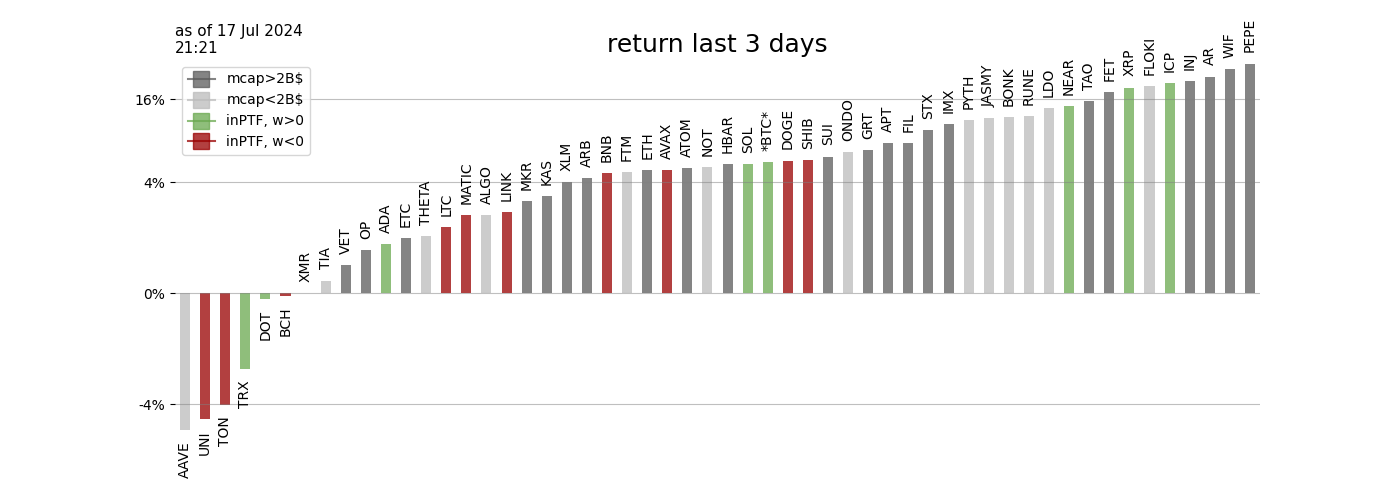 as of 17 Jul 2024
21:21
return last 3 days
mcap>2B$
mcap<2B$
inPTF, w>0
inPTF, w<0
16%
4%
0%
-4%
AAVE
UNI
TON
TRX
DOT
BCH
XMR
TIA
VET
OP
ADA
ETC
THETA
LTC
MATIC
ALGO
LINK
MKR
KAS
XLM
ARB
BNB
FTM
ETH
AVAX
ATOM
NOT
HBAR
SOL
*BTC*
DOGE
SHIB
SUI
ONDO
GRT
APT
FIL
STX
IMX
PYTH
JASMY
BONK
RUNE
LDO
NEAR
TAO
FET
XRP
FLOKI
ICP
INJ
AR
WIF
PEPE